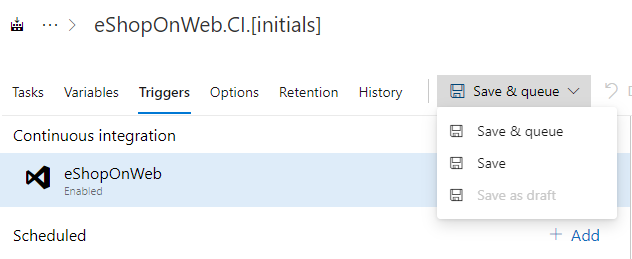 ··· > eShopOnWeb.CI.[initials]
Tasks Variables Triggers Options Retention History Save & queue
Save & queue
Save
Save as draft
Continuous integration
eShopOnWeb
Enabled
Scheduled + Add